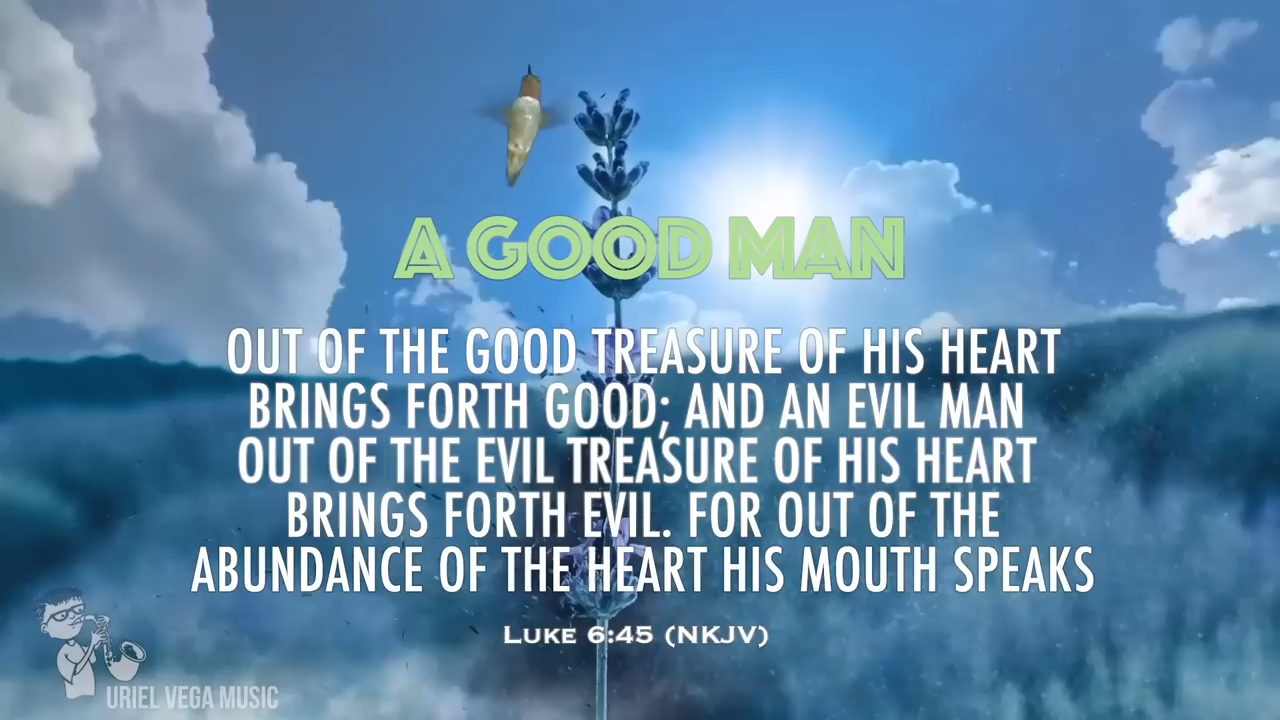 A GOOD MAN
OUT OF THE GOOD TREASURE OF HIS HEART
BRINGS FORTH GOOD; AND AN EVIL MAN
OUT OF THE EVIL TREASURE OF HIS HEART
BRINGS FORTH EVIL. FOR OUT OF THE
ABUNDANCE OF THE HEART HIS MOUTH SPEAKS
Luke 6:45 (NKJV)
URIEL VEGA MUSIC